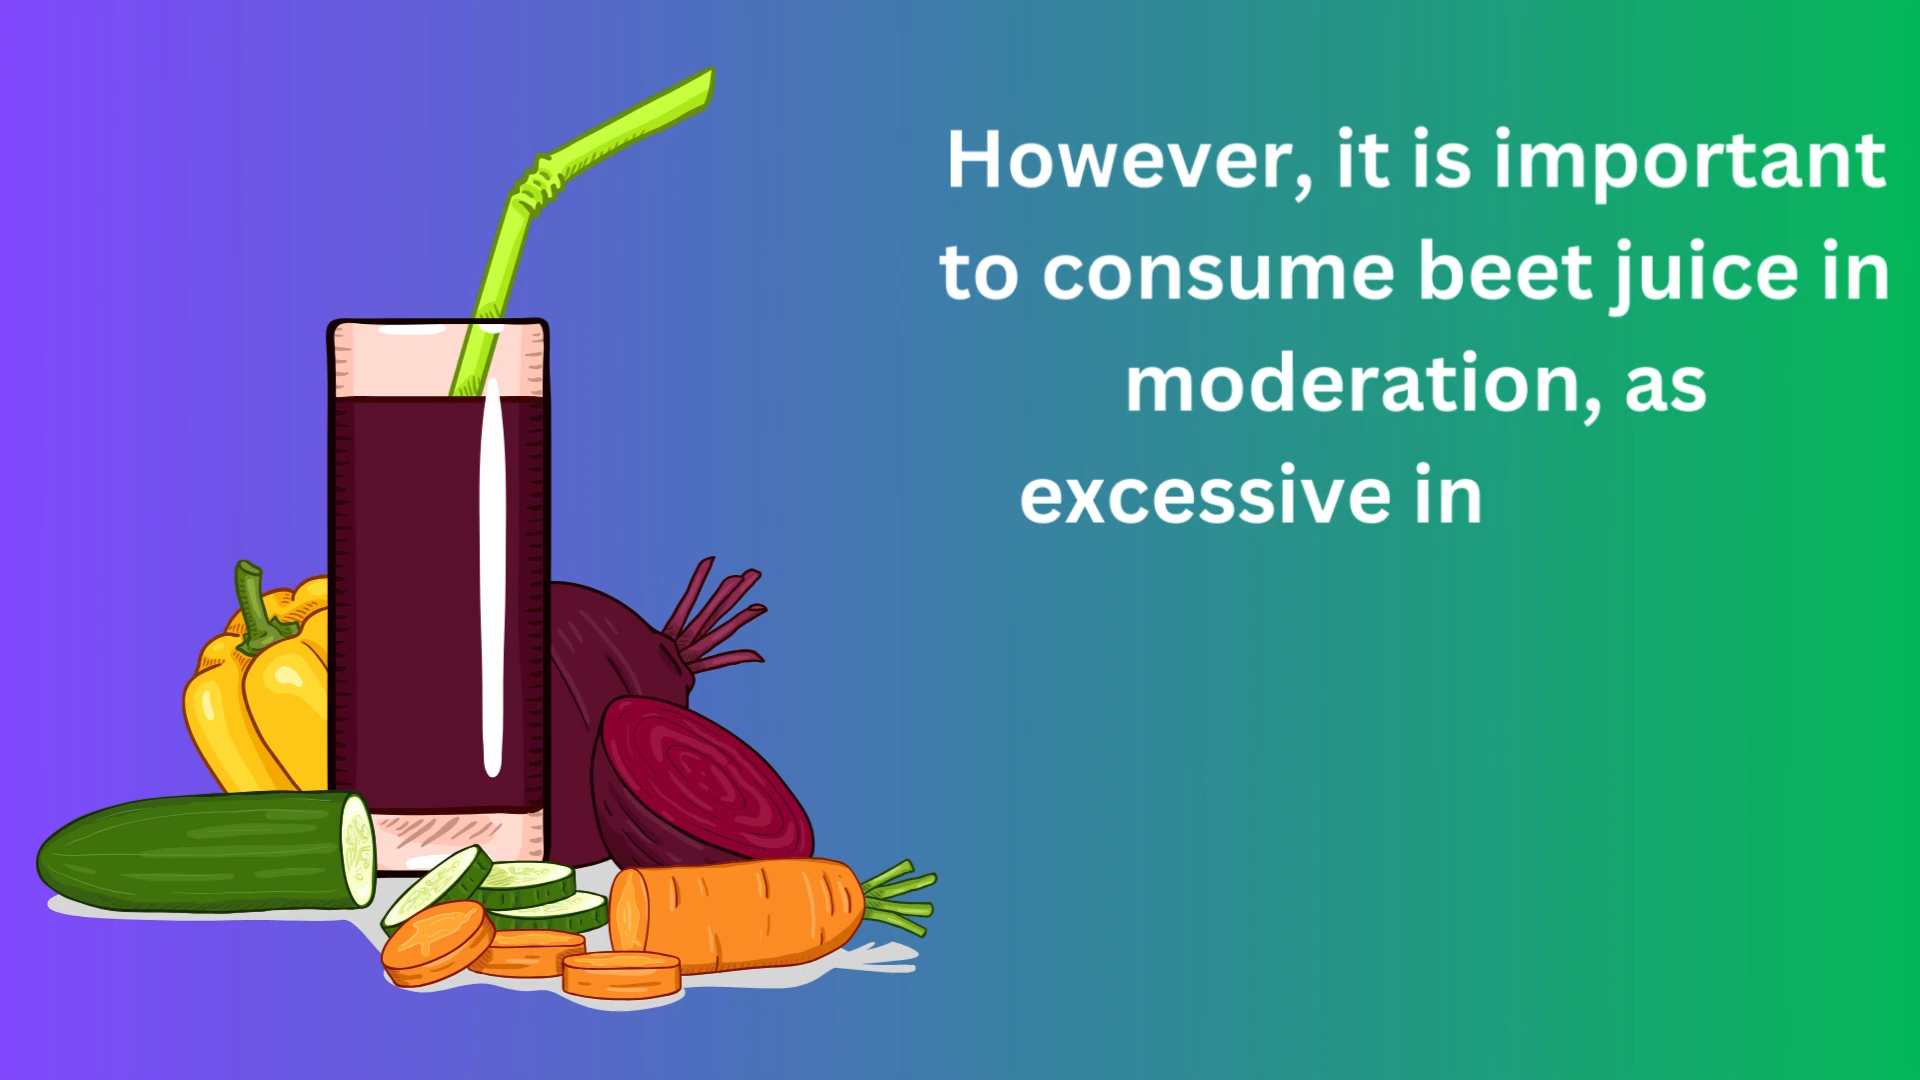 However, it is important
to consume beet juice in
moderation, as
excessive in